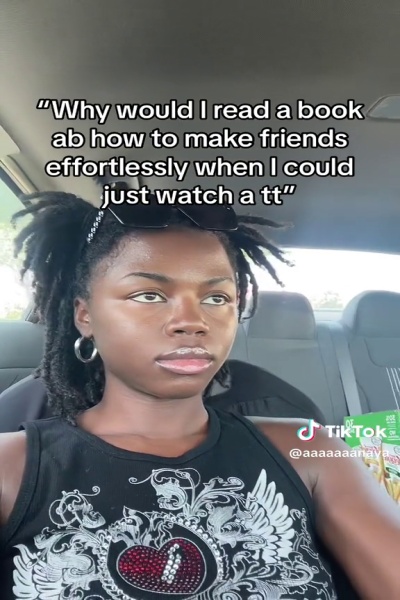 “Why would I read a book
ab how to make friends
effortlessly when I could
just watch a tt”
TikTok
@aaaaaaanaya